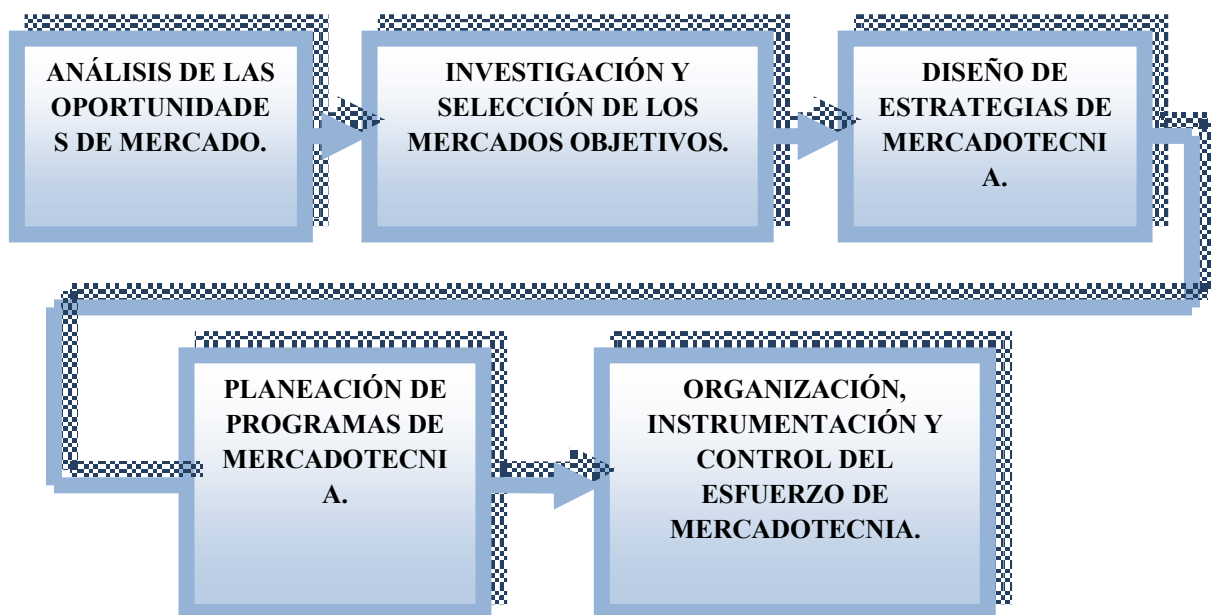 ANÁLISIS DE LAS
OPORTUNIDADE
S DE MERCADO.
INVESTIGACIÓN Y
SELECCIÓN DE LOS
MERCADOS OBJETIVOS.
DISEÑO DE
ESTRATEGIAS DE
MERCADOTECNI
A.
PLANEACIÓN DE
PROGRAMAS DE
MERCADOTECNI
A.
ORGANIZACIÓN,
INSTRUMENTACIÓN Y
CONTROL DEL
ESFUERZO DE
MERCADOTECNIA.